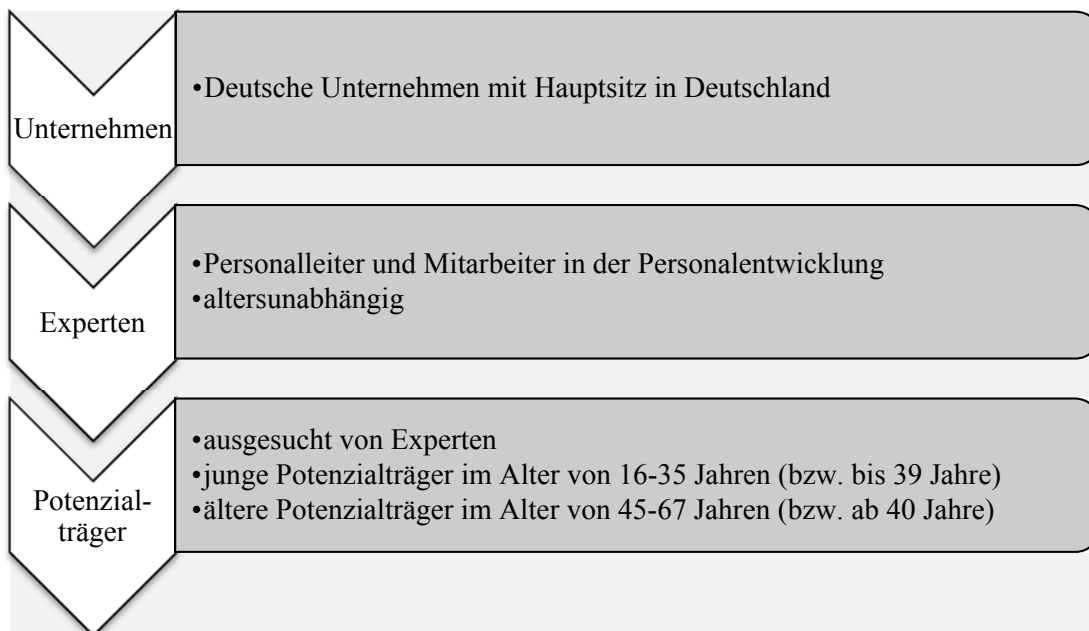 Unternehmen
•Deutsche Unternehmen mit Hauptsitz in Deutschland
Experten
•Personalleiter und Mitarbeiter in der Personalentwicklung
•altersunabhängig
Potenzial-
träger
•ausgesucht von Experten
•junge Potenzialträger im Alter von 16-35 Jahren (bzw. bis 39 Jahre)
•ältere Potenzialträger im Alter von 45-67 Jahren (bzw. ab 40 Jahre)